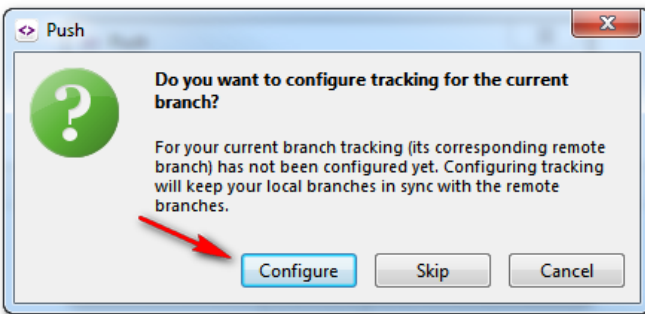 Push
Do you want to configure tracking for the current
branch?
For your current branch tracking (its corresponding remote
branch) has not been configured yet. Configuring tracking
will keep your local branches in sync with the remote
branches.
Configure Skip Cancel